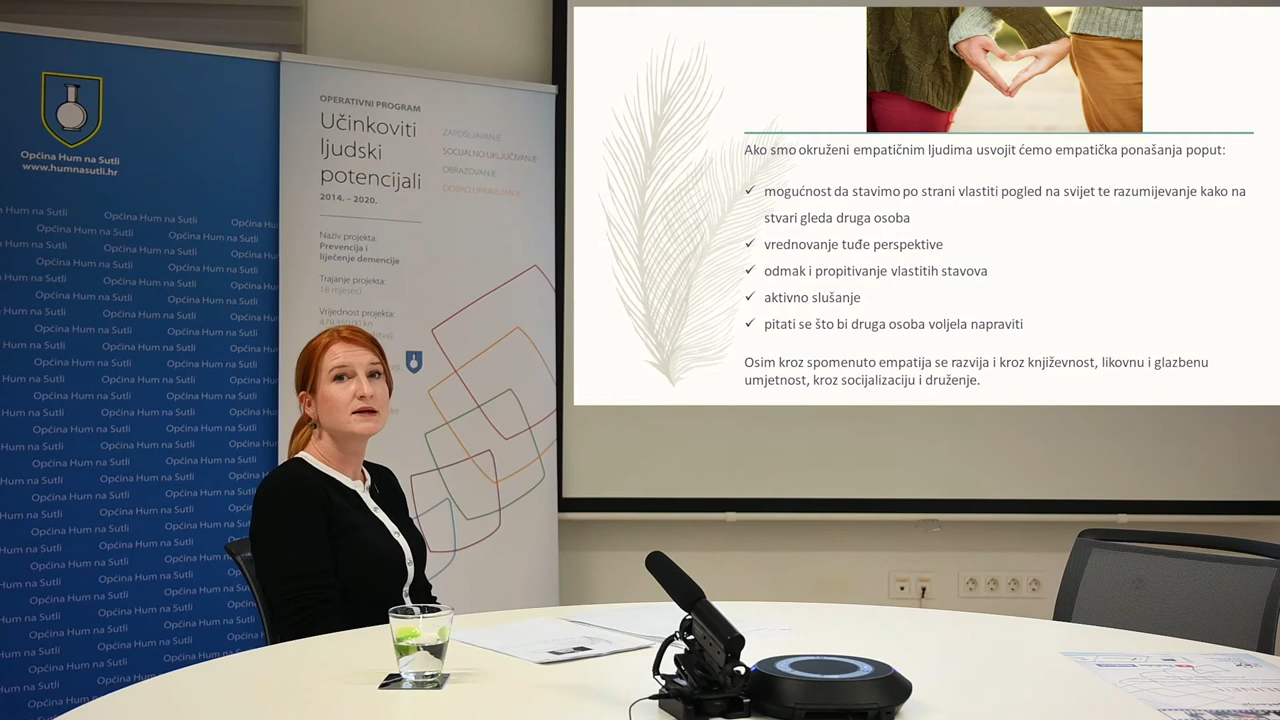 Općina Hum na Sutli
www.humnasutli.hr
OPERATIVNI PROGRAM
Učinkoviti
ljudski
potencijali
2014. – 2020.
ZAPOŠLJAVANJE
SOCIJALNO UKLJUČIVANJE
OBRAZOVANJE
DOBRO UPRAVLJANJE
Naziv projekta:
Prevencija i
liječenje demencije
Trajanje projekta:
18 mjeseci
Vrijednost projekta:
Ako smo okruženi empatičnim ljudima usvojit ćemo empatička ponašanja poput:
✓ mogućnost da stavimo po strani vlastiti pogled na svijet te razumijevanje kako na
stvari gleda druga osoba
✓ vrednovanje tuđe perspektive
✓ odmak i propitivanje vlastitih stavova
✓ aktivno slušanje
✓ pitati se što bi druga osoba voljela napraviti
Osim kroz spomenuto empatija se razvija i kroz književnost, likovnu i glazbenu
umjetnost, kroz socijalizaciju i druženje.